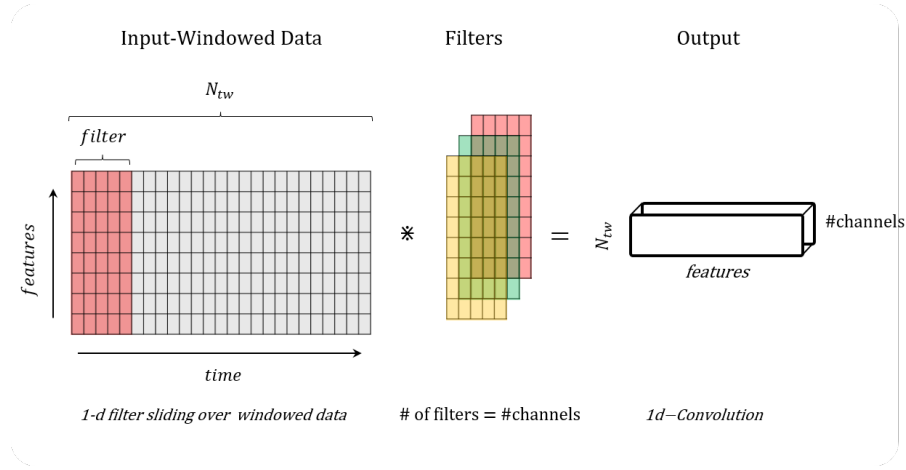 Input-Windowed Data
Filters
Output
N_tw
filter
features
time
⋇
=
N_tw
features
#channels
1-d filter sliding over windowed data
# of filters = #channels
1d−Convolution